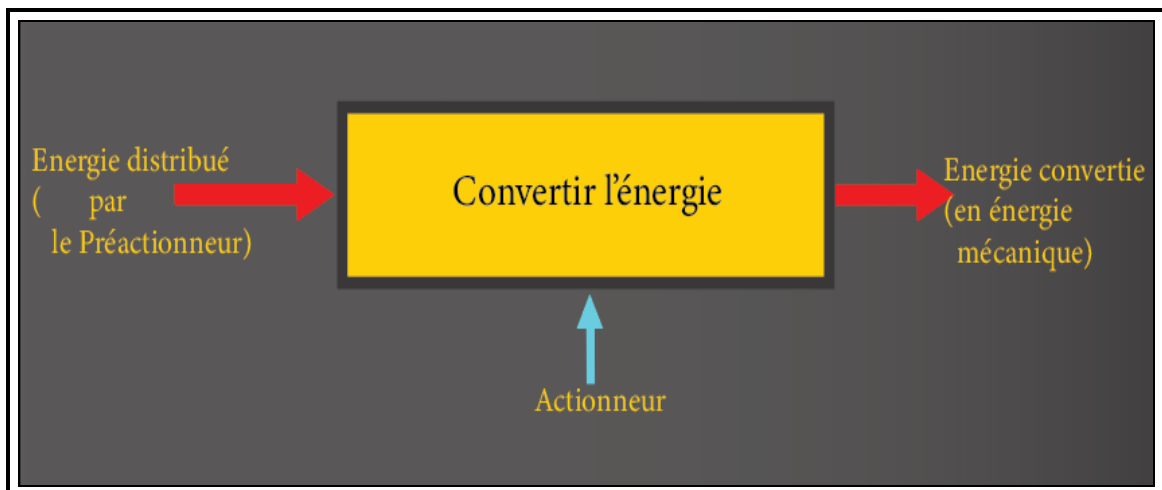 Energie distribué
( par
le Préactionneur)
Convertir l'énergie
Energie convertie
(en énergie
mécanique)
Actionneur